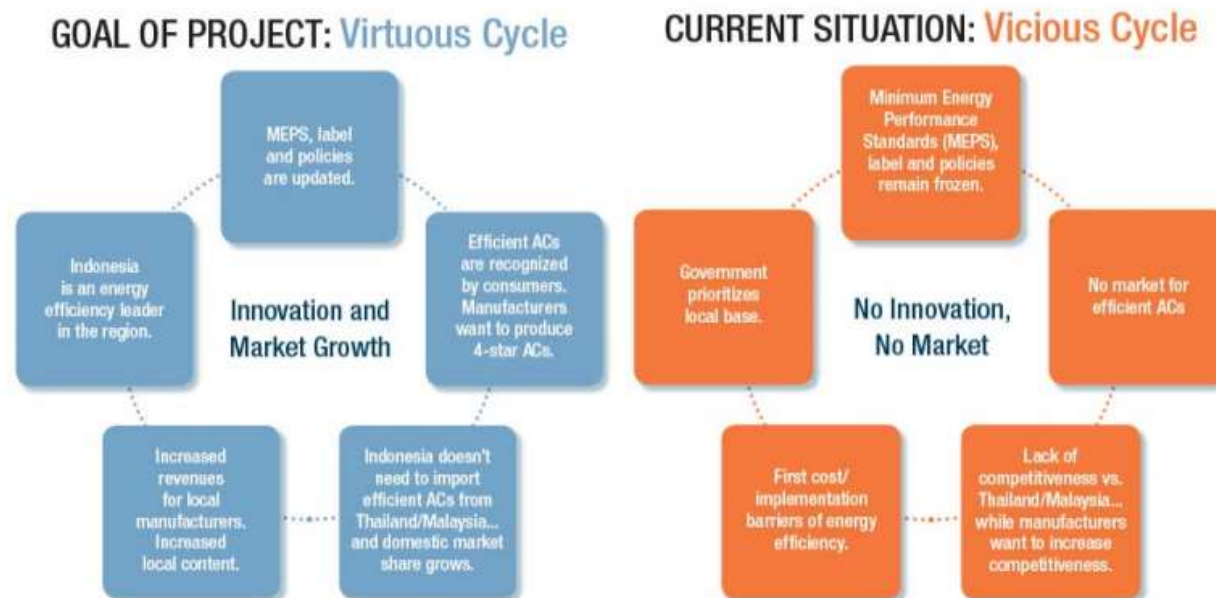 GOAL OF PROJECT: Virtuous Cycle
MEPS, label
and policies
are updated.
Efficient ACs
are recognized
by consumers.
Manufacturers
want to produce
4-star ACs.
Indonesia doesn't
need to import
efficient ACs from
Thailand/Malaysia...
and domestic market
share grows.
Increased
revenues
for local
manufacturers.
Increased
local content.
Indonesia
is an energy
efficiency leader
in the region.
Innovation and
Market Growth
CURRENT SITUATION: Vicious Cycle
Minimum Energy
Performance
Standards (MEPS),
label and policies
remain frozen.
No market for
efficient ACs
Lack of
competitiveness vs.
Thailand/Malaysia...
while manufacturers
want to increase
competitiveness.
First cost/
implementation
barriers of energy
efficiency.
Government
prioritizes
local base.
No Innovation,
No Market